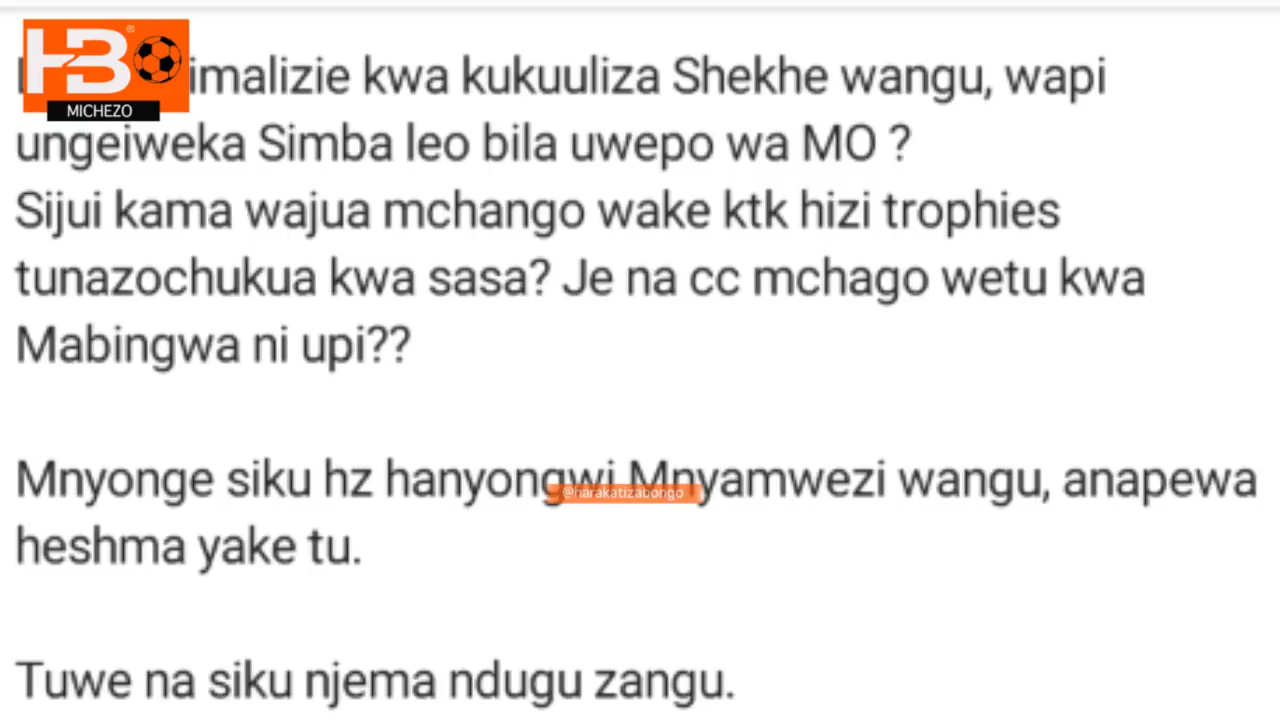 HB
MICHEZO
imalizie kwa kukuuliza Shekhe wangu, wapi
ungeiweka Simba leo bila uwepo wa MO ?
Sijui kama wajua mchango wake ktk hizi trophies
tunazochukua kwa sasa? Je na cc mchago wetu kwa
Mabingwa ni upi??
Mnyonge siku hz hanyongwi Mnyamwezi wangu, anapewa
@harakatizabongo
heshma yake tu.
Tuwe na siku njema ndugu zangu.